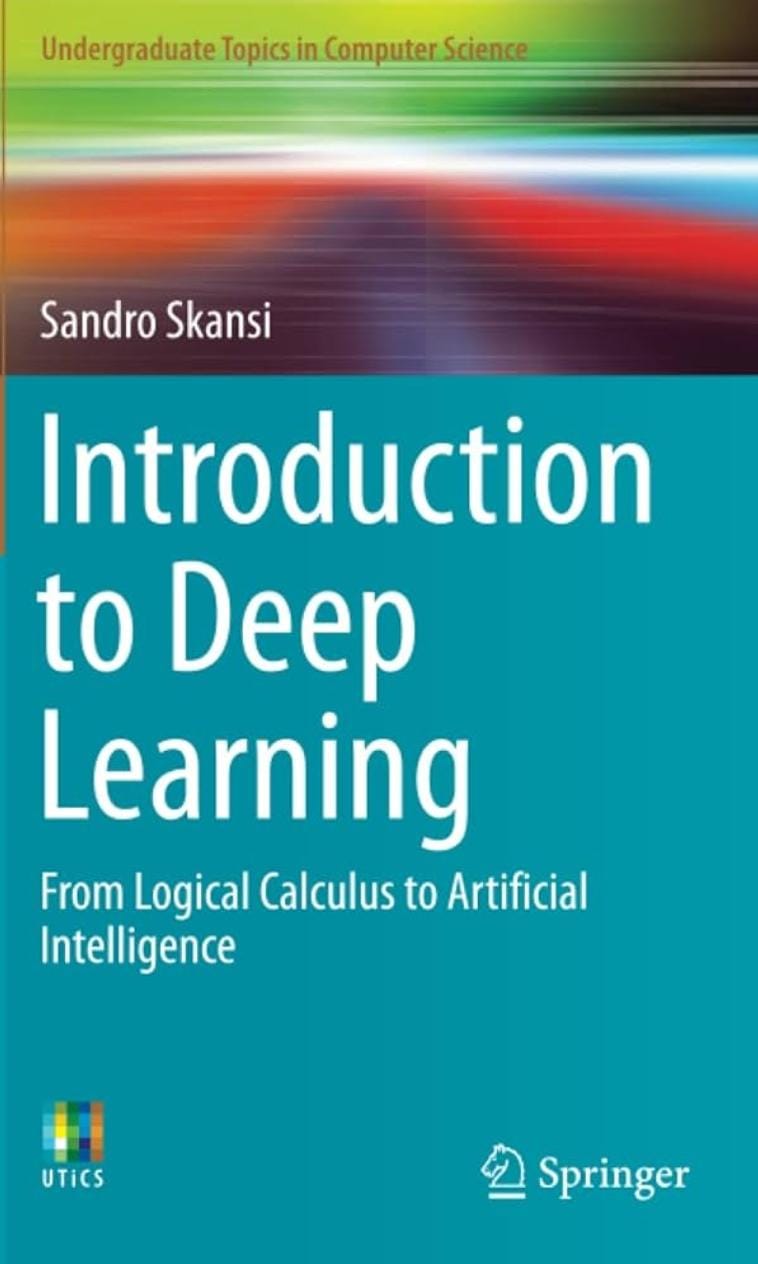 Undergraduate Topics in Computer Science
Sandro Skansi
Introduction
to Deep
Learning
From Logical Calculus to Artificial
Intelligence
UTiCS
Springer